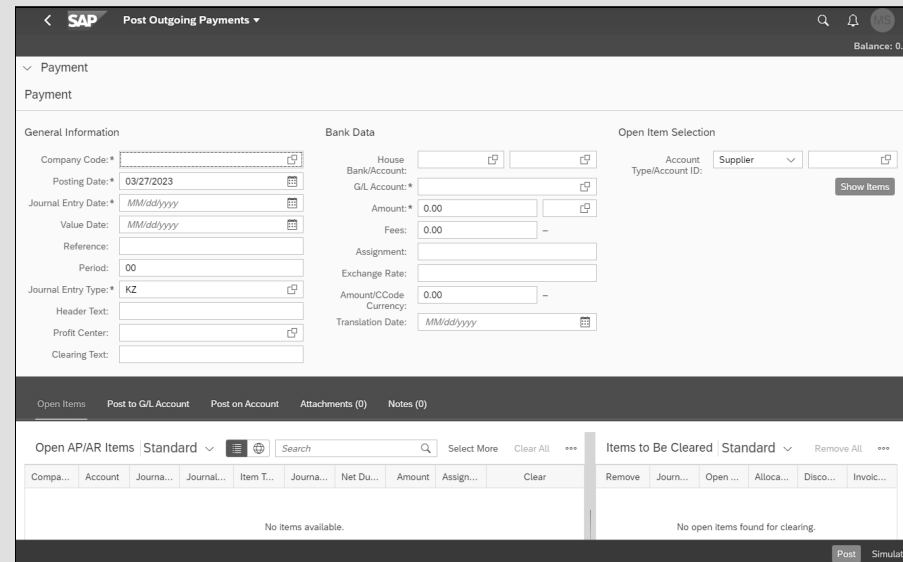 SAP Post Outgoing Payments
MS
Balance: 0.
Payment
Payment
General Information
Company Code:*
Posting Date:* 03/27/2023
Journal Entry Date:* MM/dd/yyyy
Value Date: MM/dd/yyyy
Reference:
Period: 00
Journal Entry Type:* KZ
Header Text:
Profit Center:
Clearing Text:
Bank Data
House
Bank/Account:
G/L Account:*
Amount:* 0.00
Fees: 0.00 –
Assignment:
Exchange Rate:
Amount/CCode 0.00 –
Currency:
Translation Date: MM/dd/yyyy
Open Item Selection
Account Supplier
Type/Account ID:
Show Items
Open Items Post to G/L Account Post on Account Attachments (0) Notes (0)
Open AP/AR Items Standard Search Select More Clear All
Compa... Account Journa... Journal... Item T... Journa... Net Du... Amount Assign... Clear
No items available.
Items to Be Cleared Standard Remove All
Remove Journ... Open ... Alloca... Disco... Invoic...
No open items found for clearing.
Post Simulat